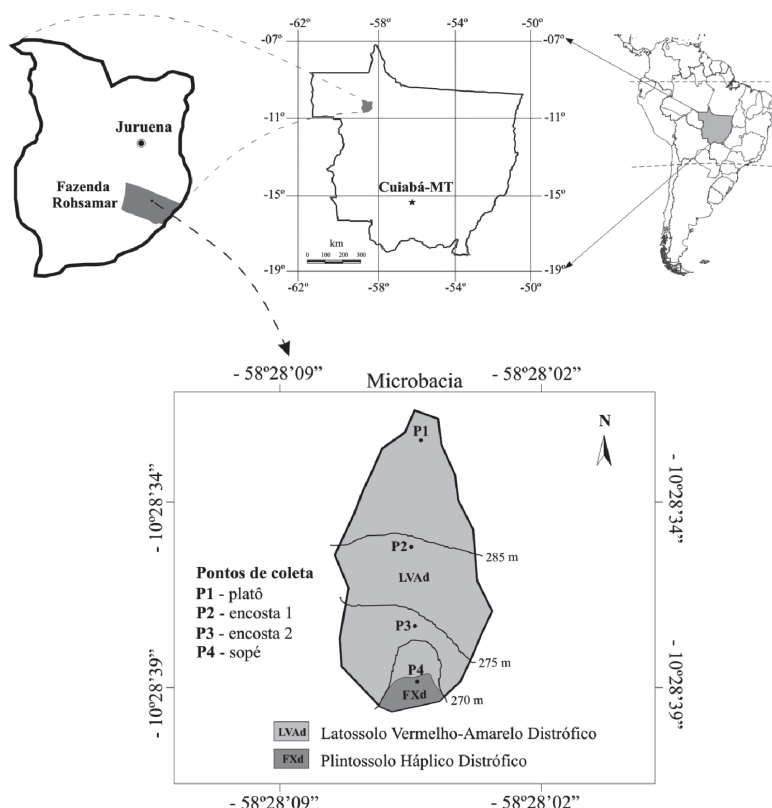 -62º -58º -54º -50º
-07º -07º
-11º -11º
-15º -15º
-19º -19º
-62º -58º -54º -50º
Juruena
Fazenda
Rohsamar
Cuiabá-MT
km
0 100 200 300
- 58º28'09” - 58º28'02”
Microbacia
N
- 10º28'34” - 10º28'34”
- 10º28'39” - 10º28'39”
P1
P2
285 m
LVAd
P3
275 m
P4
FXd
270 m
Pontos de coleta
P1 - platô
P2 - encosta 1
P3 - encosta 2
P4 - sopé
LVAd Latossolo Vermelho-Amarelo Distrófico
FXd Plintossolo Háplico Distrófico
- 58º28'09” - 58º28'02”